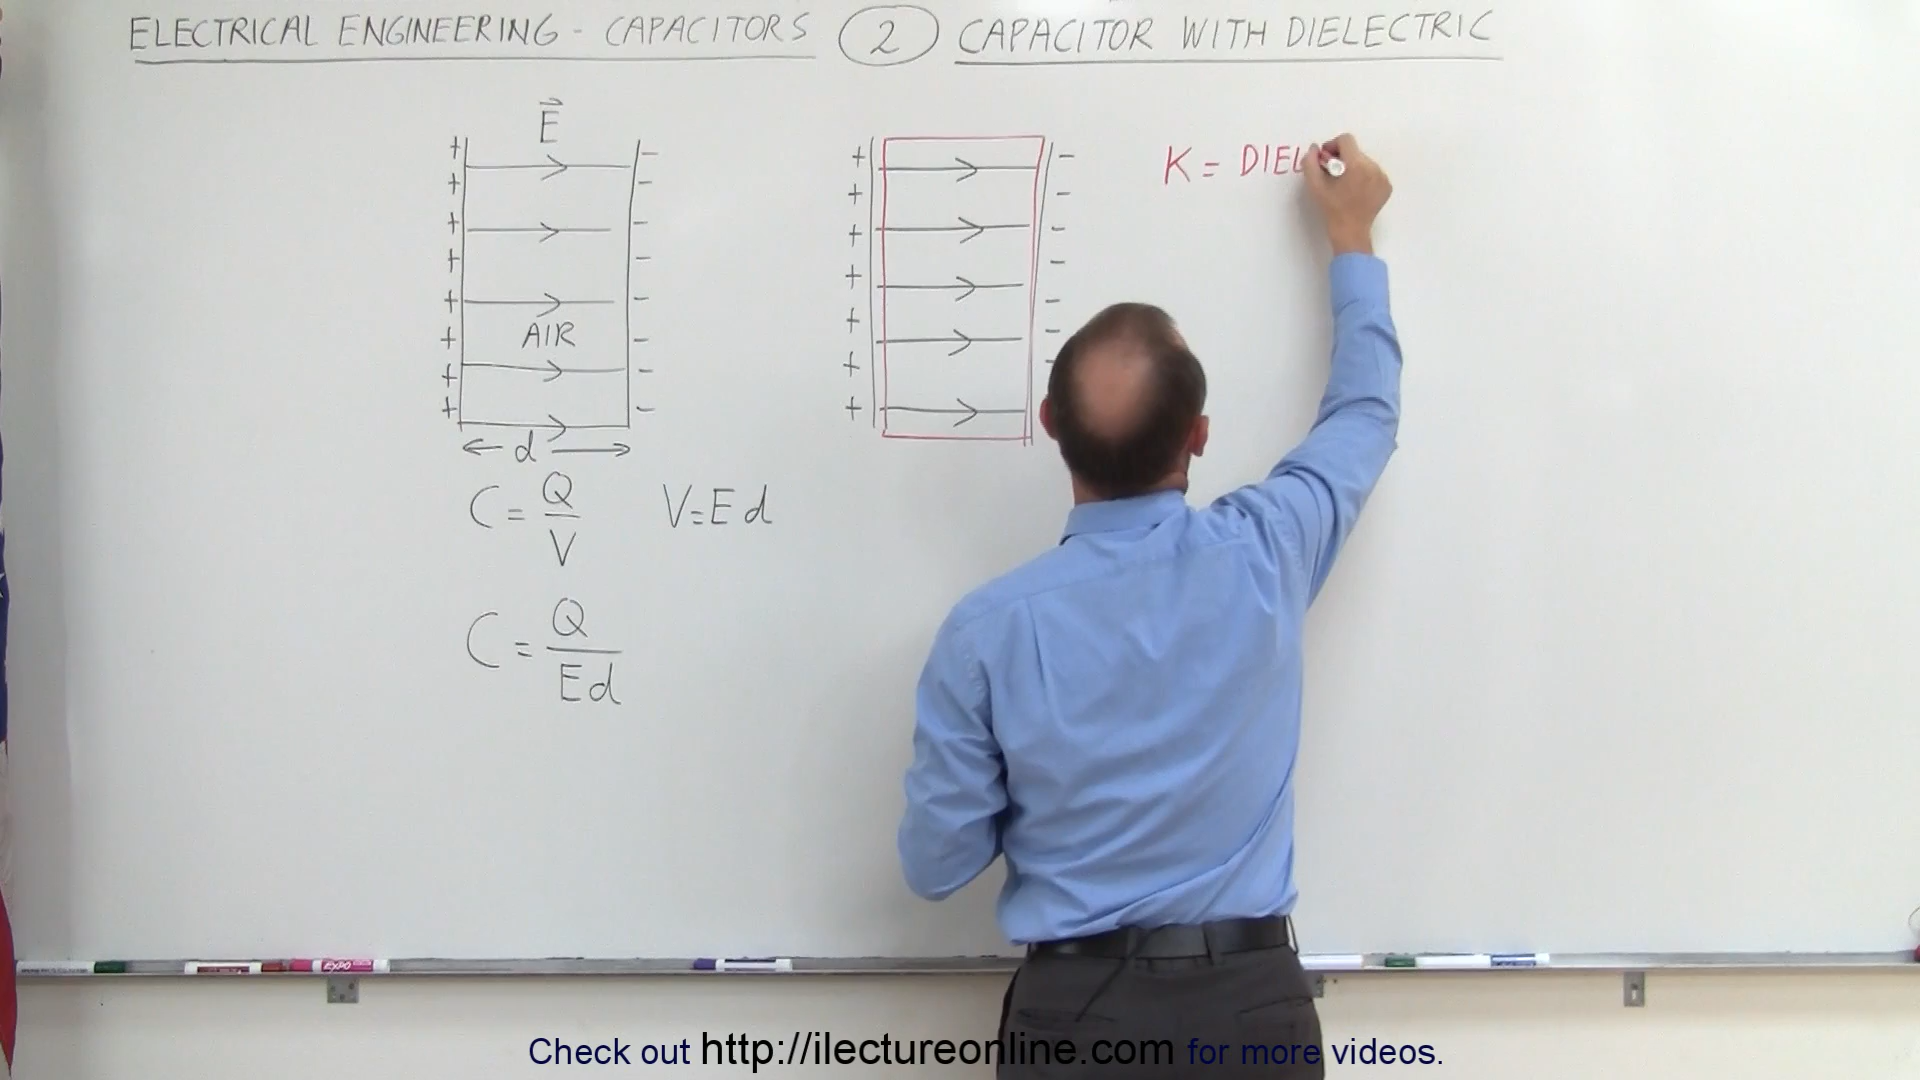 ELECTRICAL ENGINEERING - CAPACITORS 2 CAPACITOR WITH DIELECTRIC
E
K = DIEL
AIR
d
C = Q/V V = Ed
C = Q/Ed
EXPO
Check out http://ilectureonline.com for more videos.